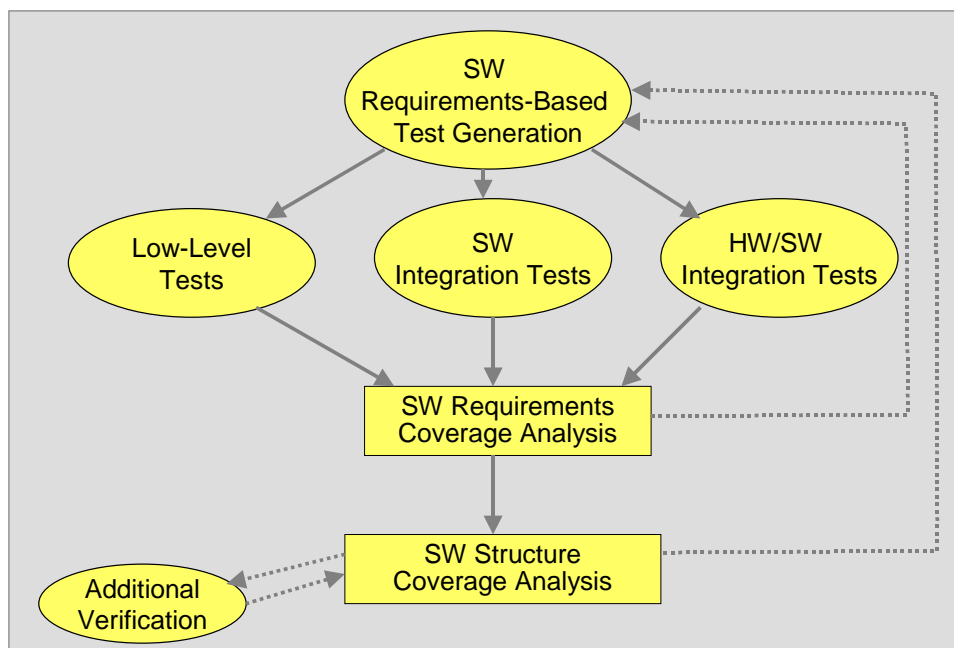 SW
Requirements-Based
Test Generation
Low-Level
Tests
SW
Integration Tests
HW/SW
Integration Tests
SW Requirements
Coverage Analysis
SW Structure
Coverage Analysis
Additional
Verification